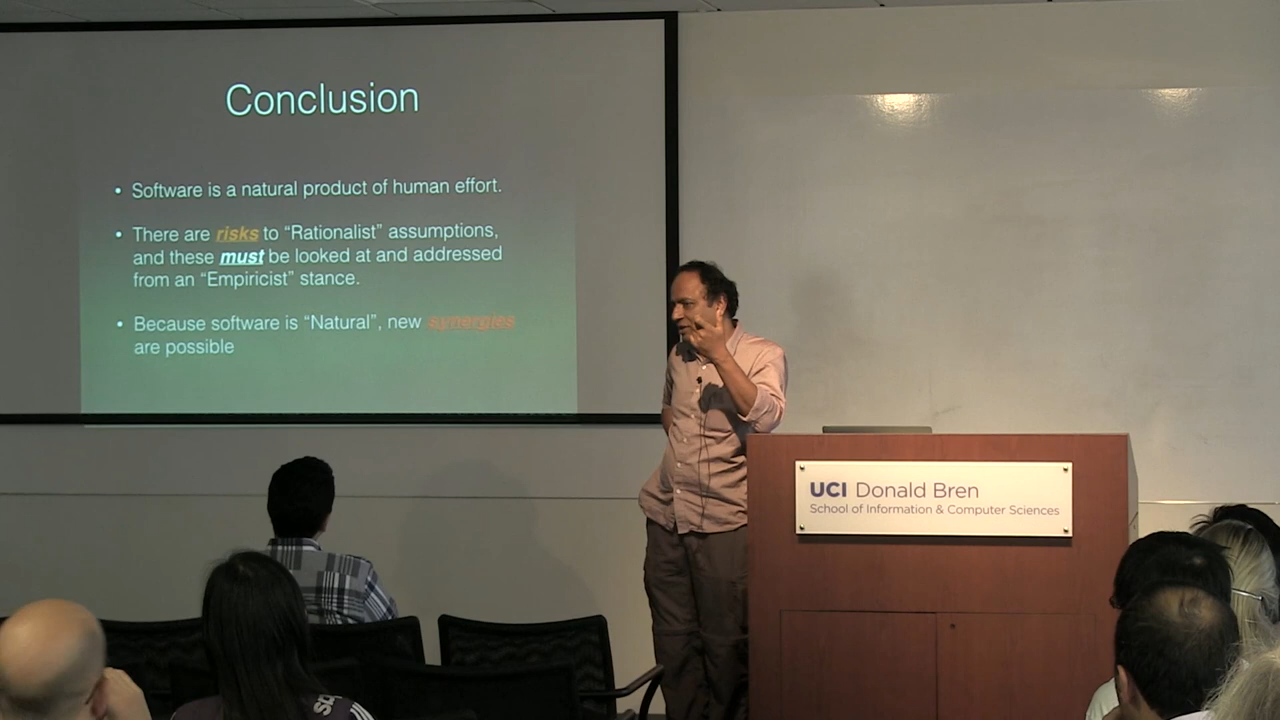 Conclusion
• Software is a natural product of human effort.
• There are risks to “Rationalist” assumptions,
and these must be looked at and addressed
from an “Empiricist” stance.
• Because software is “Natural”, new synergies
are possible
UCI Donald Bren
School of Information & Computer Sciences